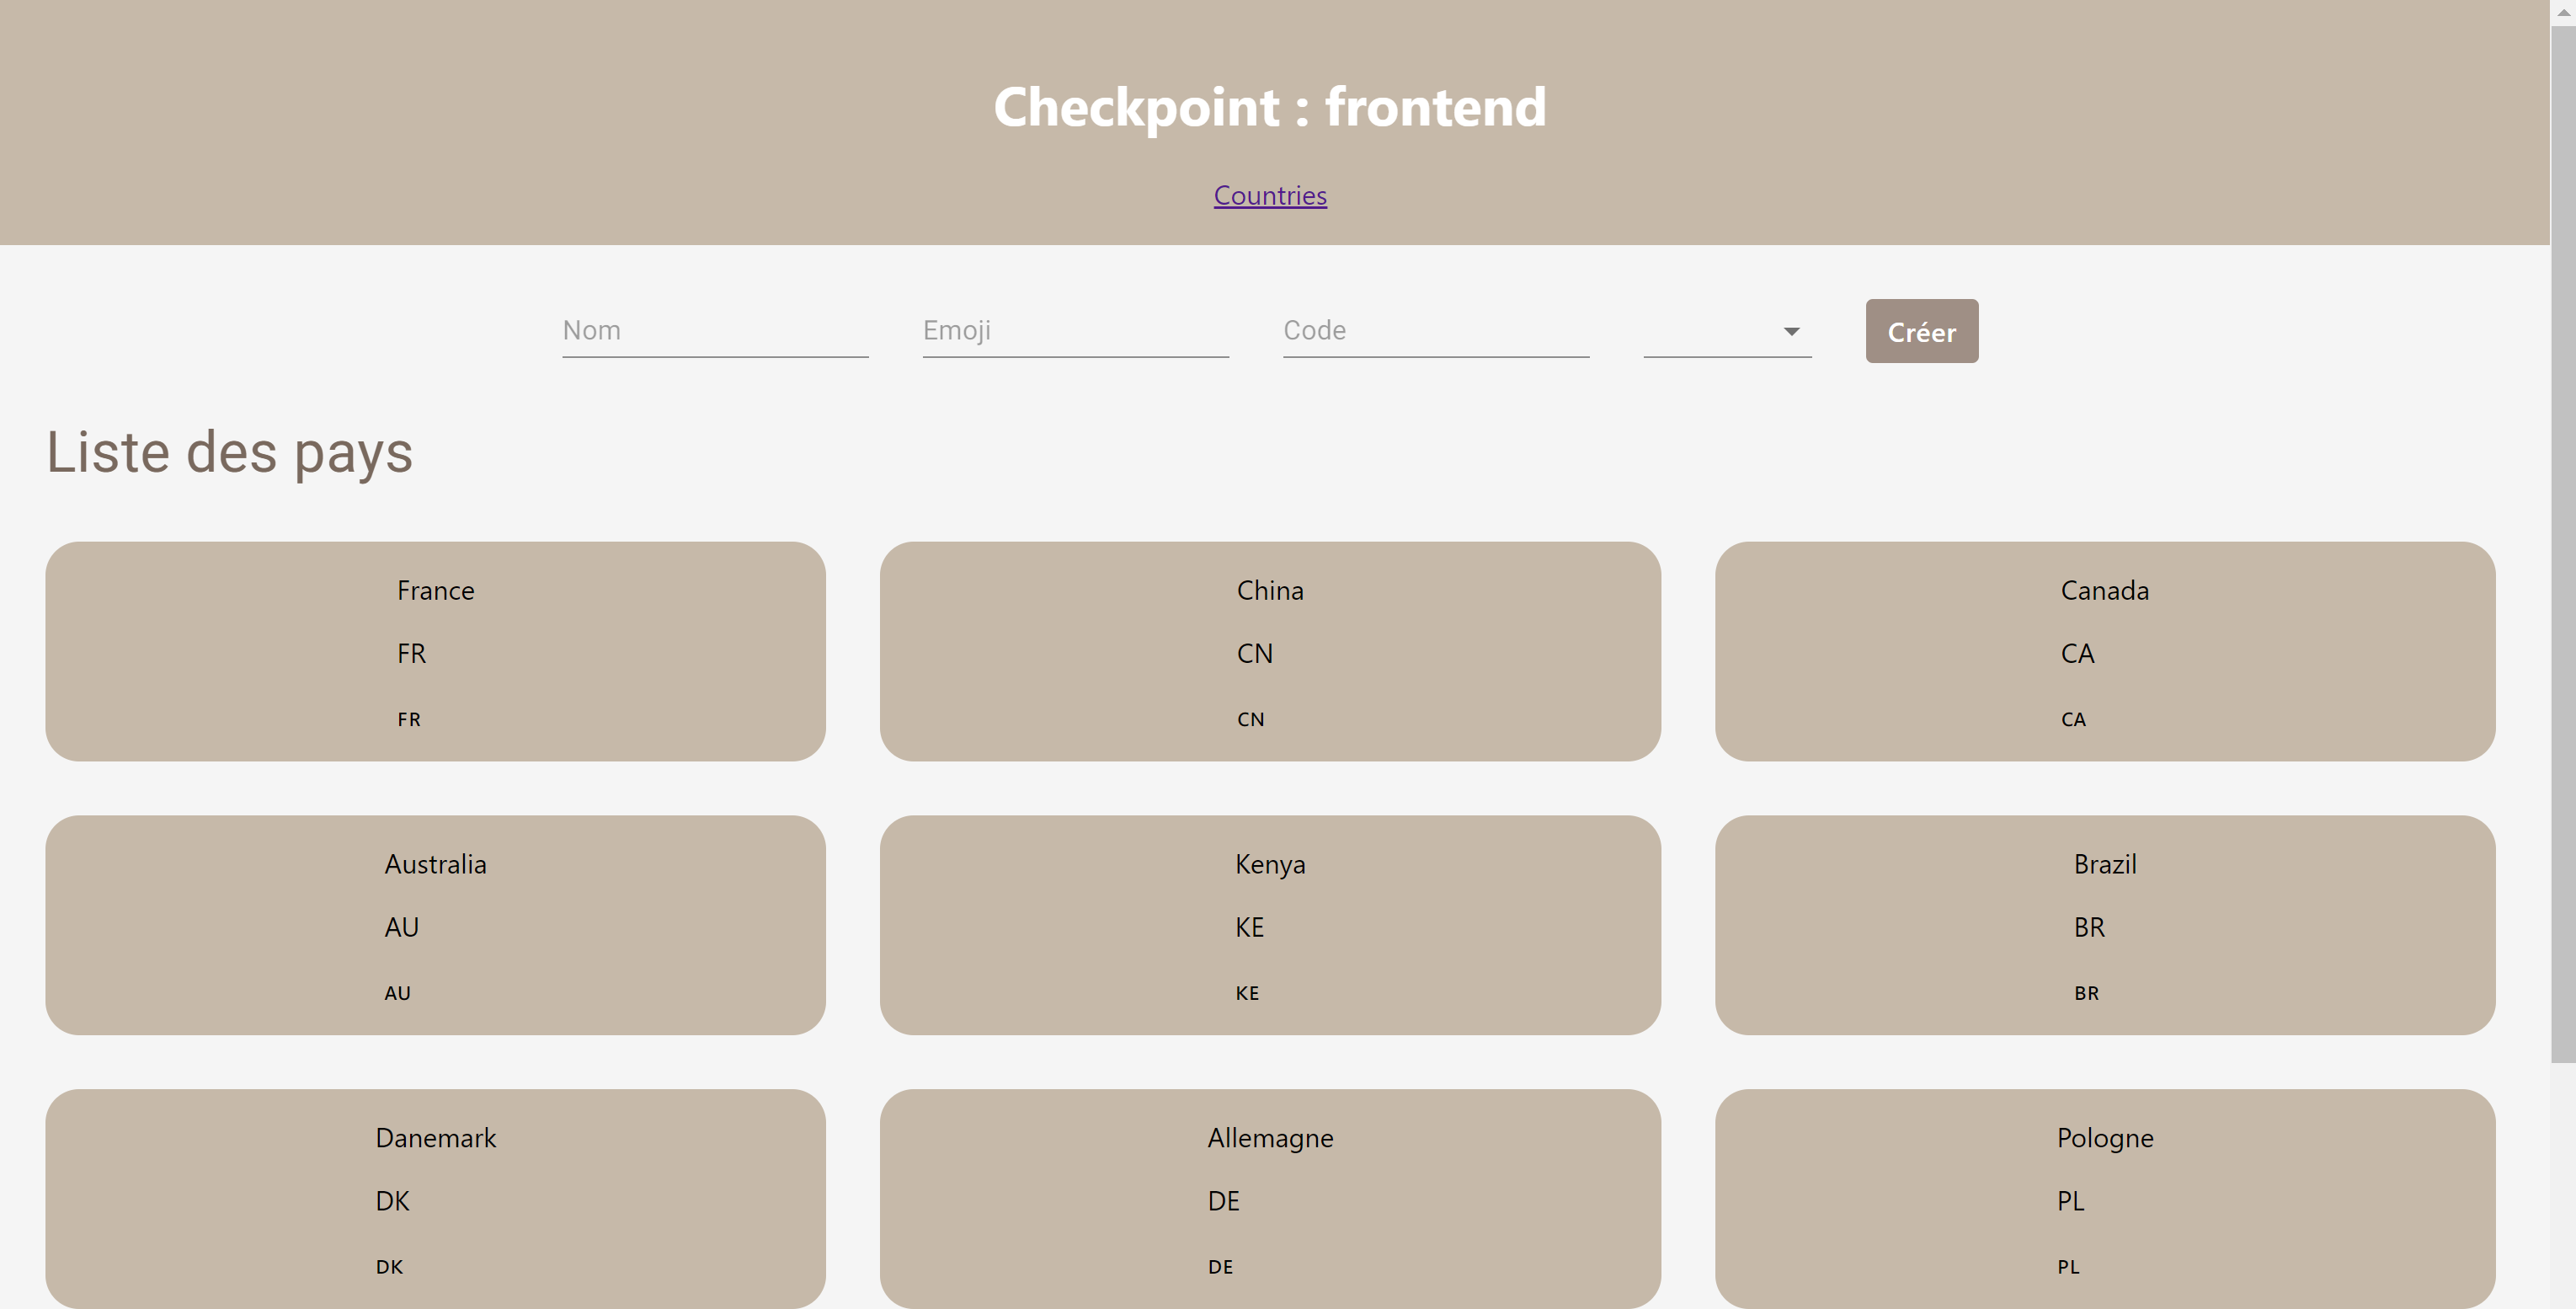 Checkpoint : frontend
Countries
Nom Emoji Code Créer
Liste des pays
France China Canada
FR CN CA
FR CN CA
Australia Kenya Brazil
AU KE BR
AU KE BR
Danemark Allemagne Pologne
DK DE PL
DK DE PL